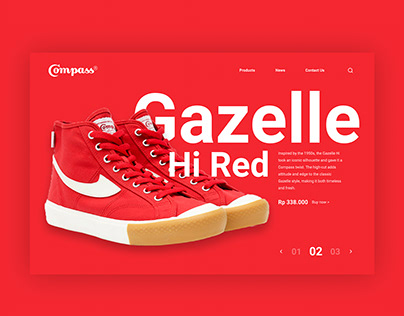 Compass®
Products News Contact Us
Gazelle
Hi Red
Inspired by the 1950s, the Gazelle Hi
took an iconic silhouette and gave it a
Compass twist. The high-cut adds
attitude and edge to the classic
Gazelle style, making it both timeless
and fresh.
Rp 338.000 Buy now >
< 01 02 03 >